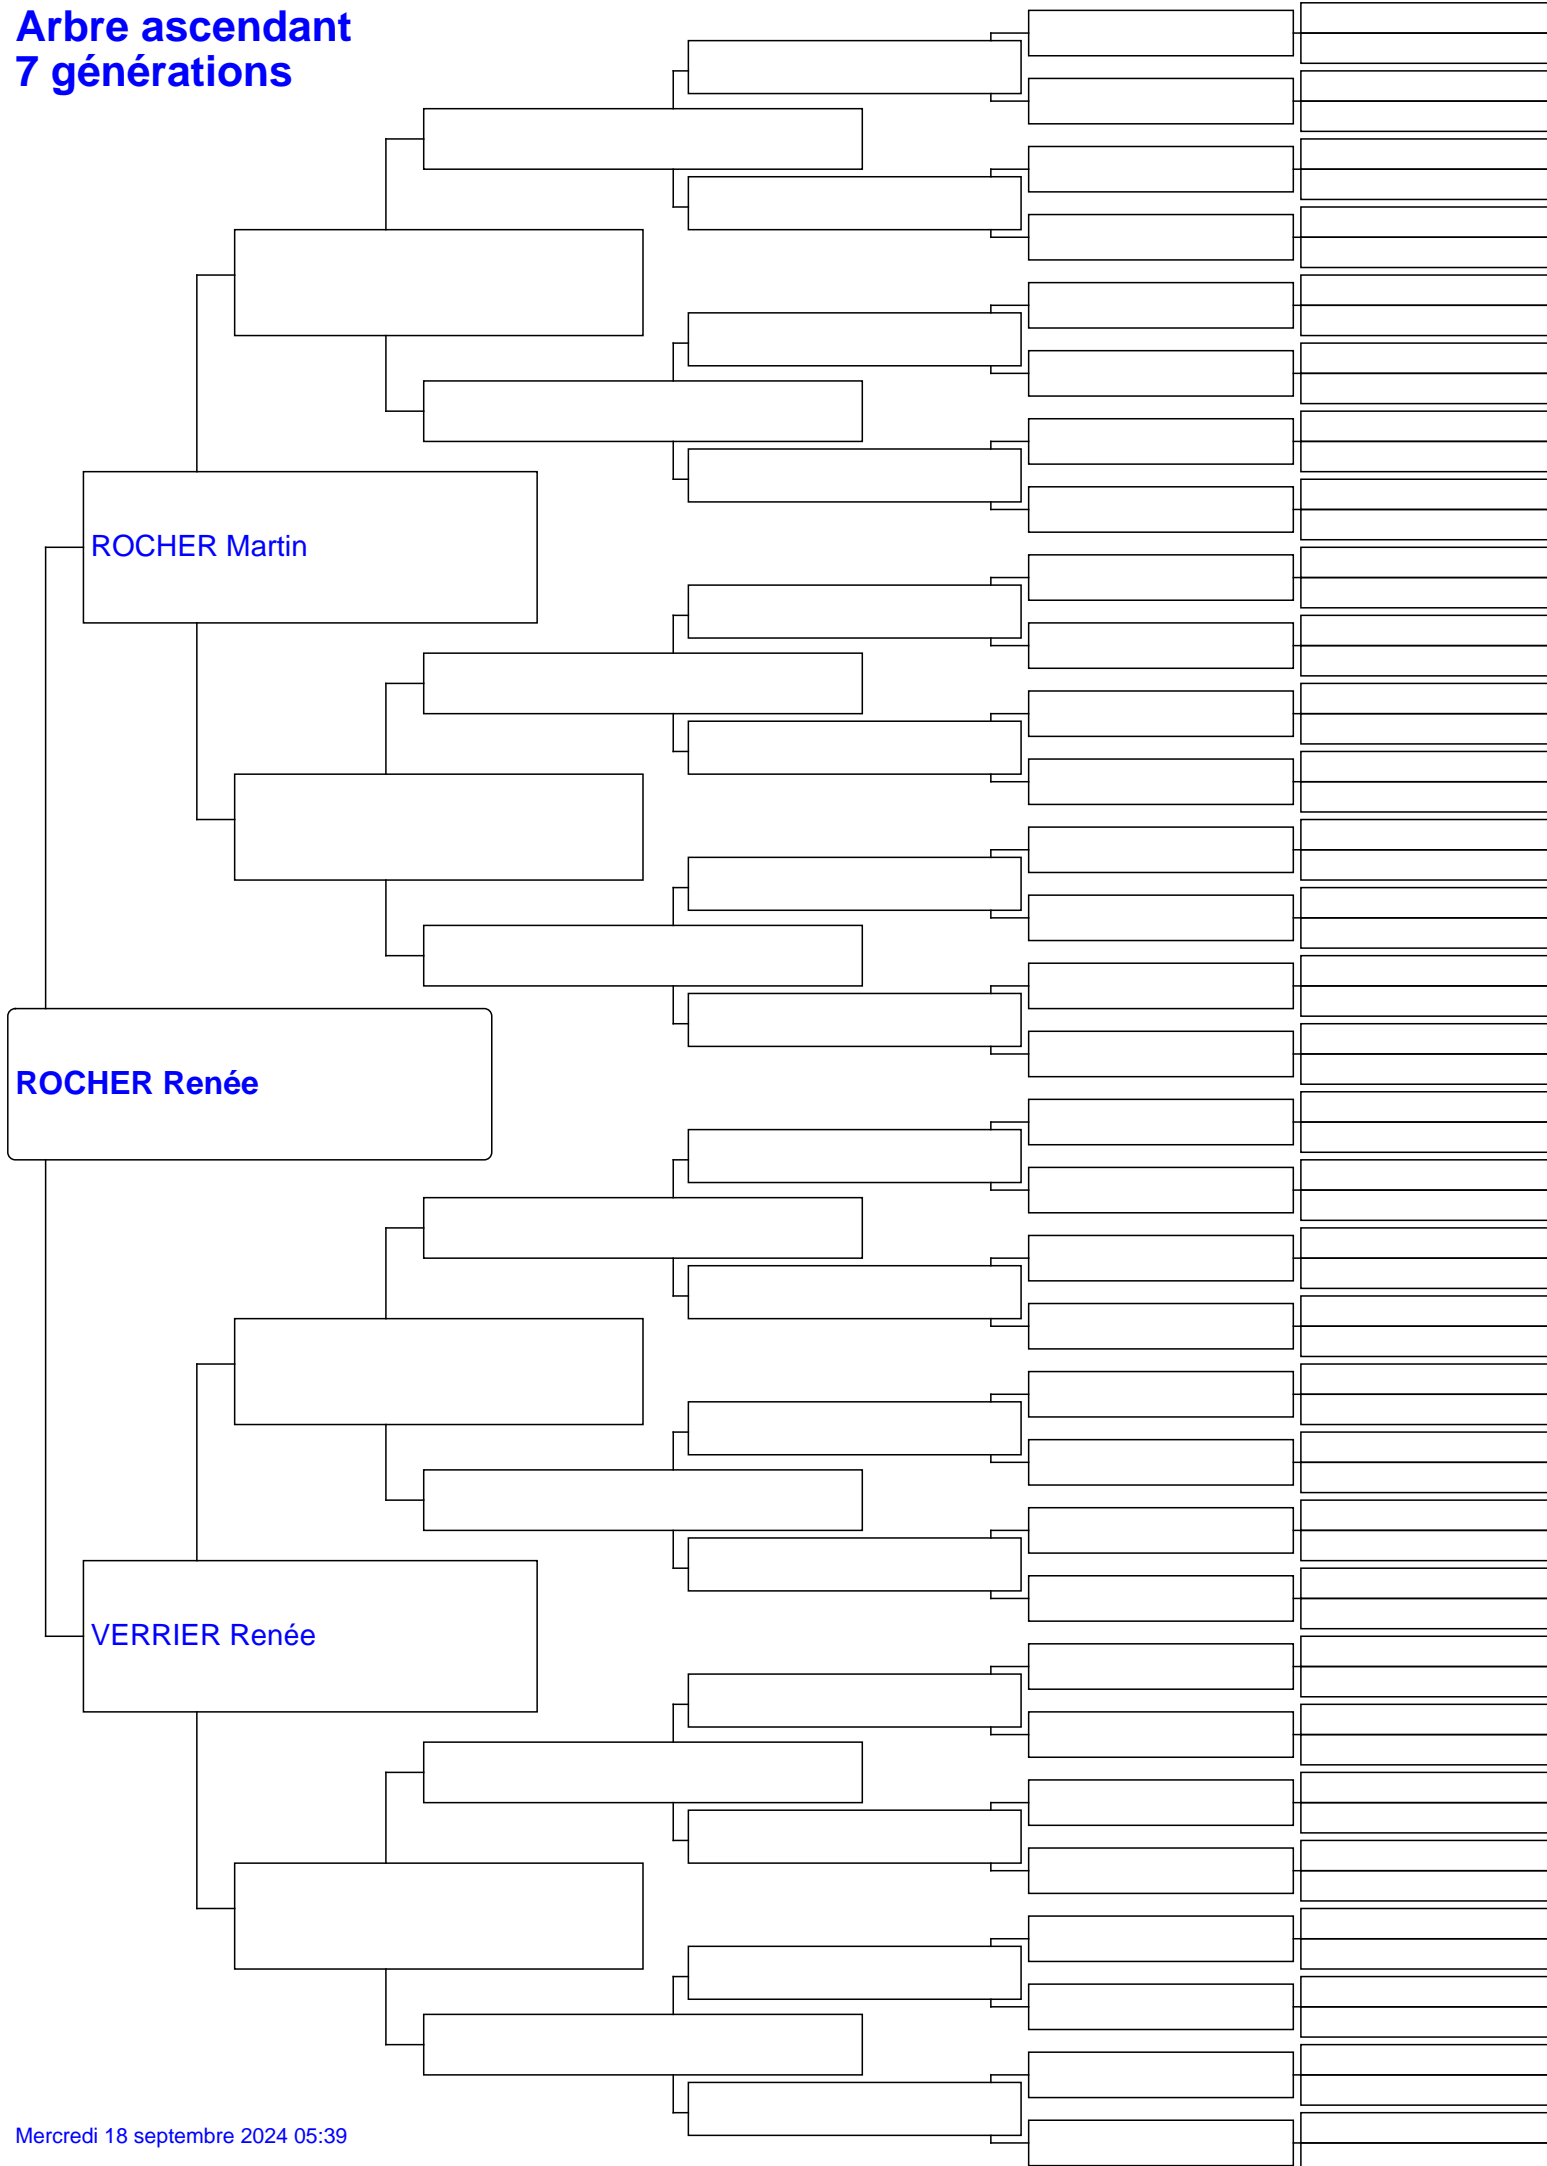 Arbre ascendant
7 générations
ROCHER Martin
ROCHER Renée
VERRIER Renée
Mercredi 18 septembre 2024 05:39